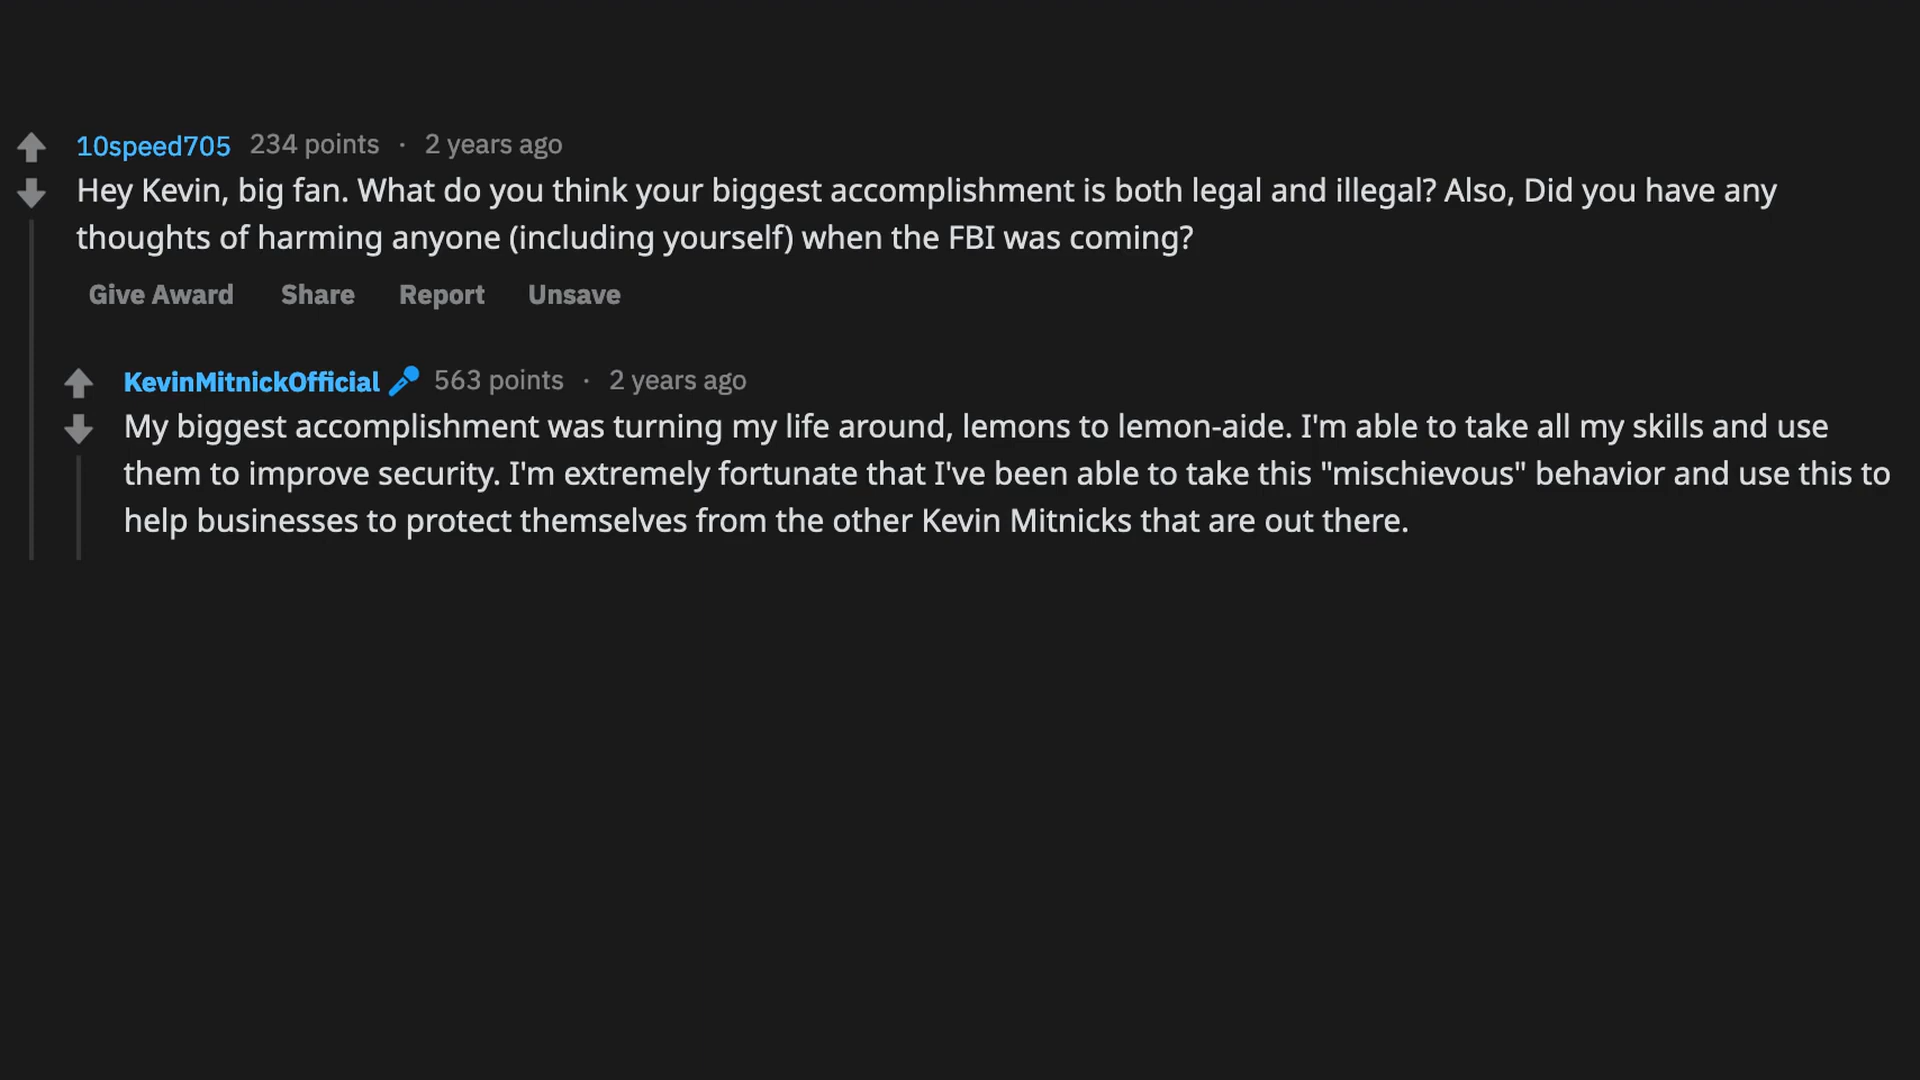 10speed705 234 points · 2 years ago
Hey Kevin, big fan. What do you think your biggest accomplishment is both legal and illegal? Also, Did you have any
thoughts of harming anyone (including yourself) when the FBI was coming?
Give Award Share Report Unsave
KevinMitnickOfficial 563 points · 2 years ago
My biggest accomplishment was turning my life around, lemons to lemon-aide. I'm able to take all my skills and use
them to improve security. I'm extremely fortunate that I've been able to take this "mischievous" behavior and use this to
help businesses to protect themselves from the other Kevin Mitnicks that are out there.